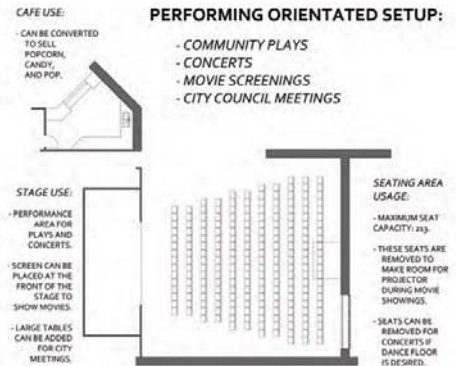 CAFE USE:
- CAN BE CONVERTED
TO SELL
POPCORN,
CANDY,
AND POP.
PERFORMING ORIENTATED SETUP:
- COMMUNITY PLAYS
- CONCERTS
- MOVIE SCREENINGS
- CITY COUNCIL MEETINGS
STAGE USE:
- PERFORMANCE
AREA FOR
PLAYS AND
CONCERTS.
- SCREEN CAN BE
PLACED AT THE
FRONT OF THE
STAGE TO
SHOW MOVIES.
- LARGE TABLES
CAN BE ADDED
FOR CITY
MEETINGS.
SEATING AREA
USAGE:
- MAXIMUM SEAT
CAPACITY: 213.
- THESE SEATS ARE
REMOVED TO
MAKE ROOM FOR
PROJECTOR
DURING MOVIE
SHOWINGS.
- SEATS CAN BE
REMOVED FOR
CONCERTS IF
DANCE FLOOR
IS DESIRED.